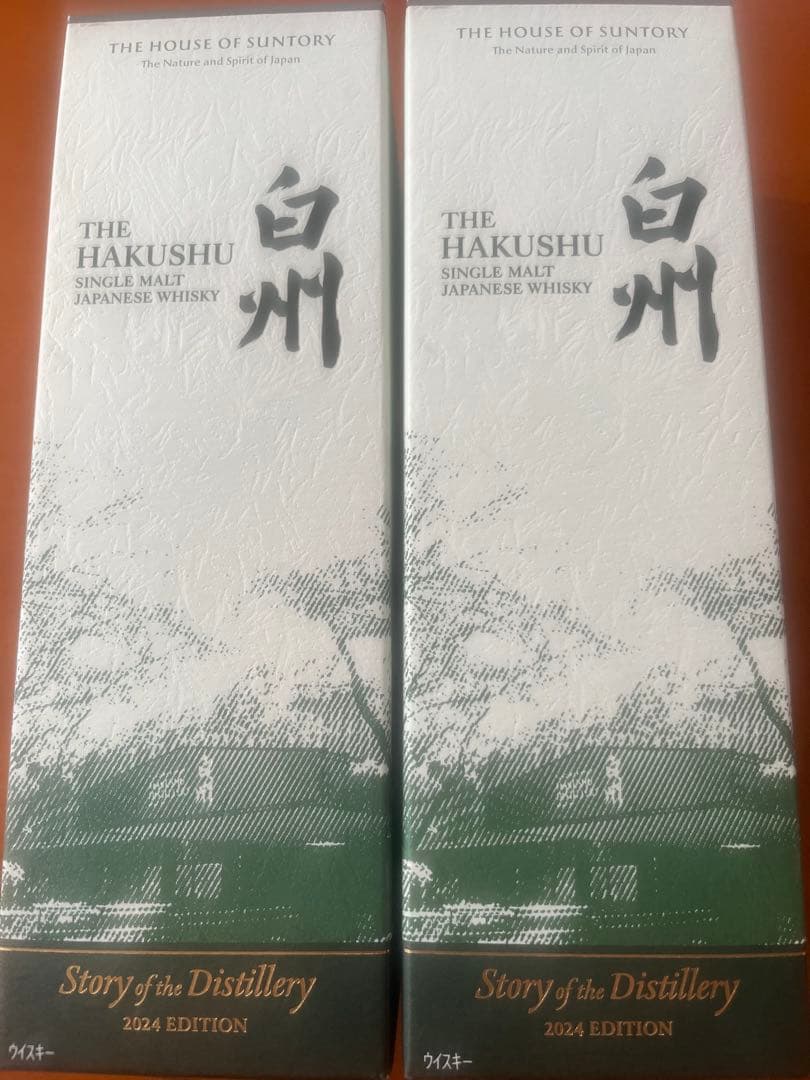 THE HOUSE OF SUNTORY
The Nature and Spirit of Japan
THE
HAKUSHU
SINGLE MALT
JAPANESE WHISKY
白州
Story of the Distillery
2024 EDITION
ウイスキー
THE HOUSE OF SUNTORY
The Nature and Spirit of Japan
THE
HAKUSHU
SINGLE MALT
JAPANESE WHISKY
白州
Story of the Distillery
2024 EDITION
ウイスキー